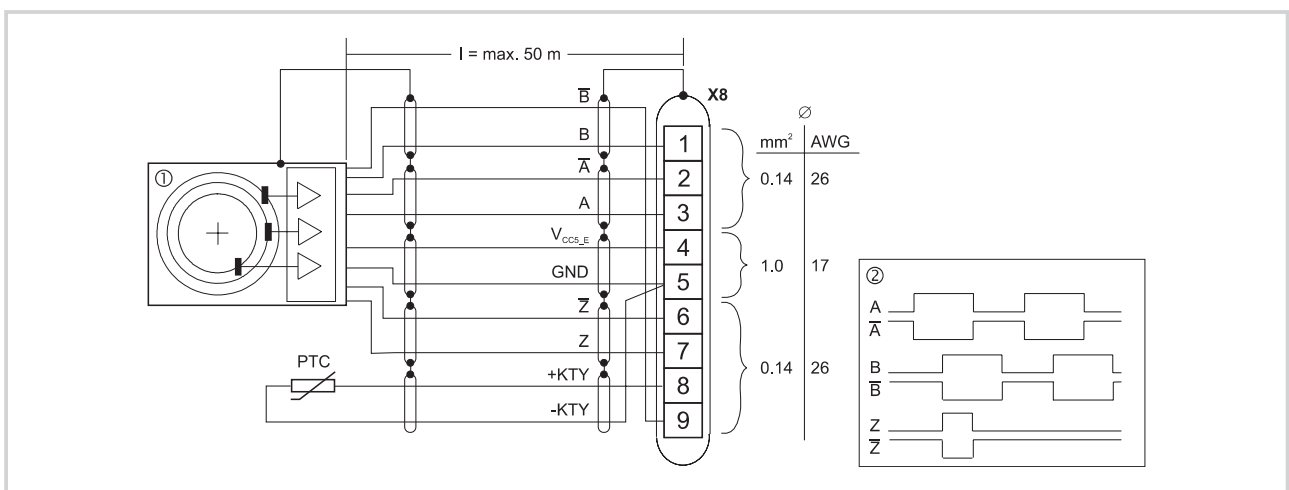 l = max. 50 m
B̅
X8
∅
B
1
mm² AWG
A̅
①
2
0.14 26
A
3
V_CC5_E
4
GND
1.0 17
5
②
Z̅
6
A
A̅
Z
7
PTC
+KTY
8
0.14 26
B
B̅
-KTY
9
Z
Z̅